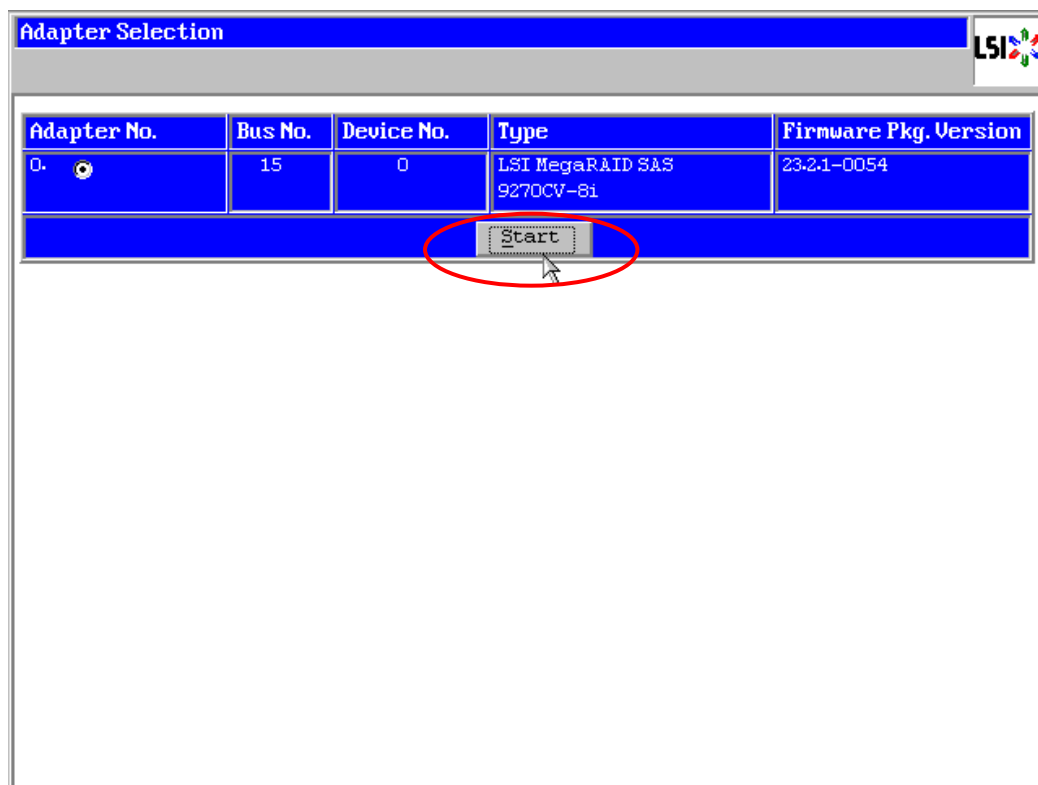 Adapter Selection
LSI
Adapter No. Bus No. Device No. Type Firmware Pkg. Version
0. 15 0 LSI MegaRAID SAS 23.2.1-0054
9270CV-8i
Start